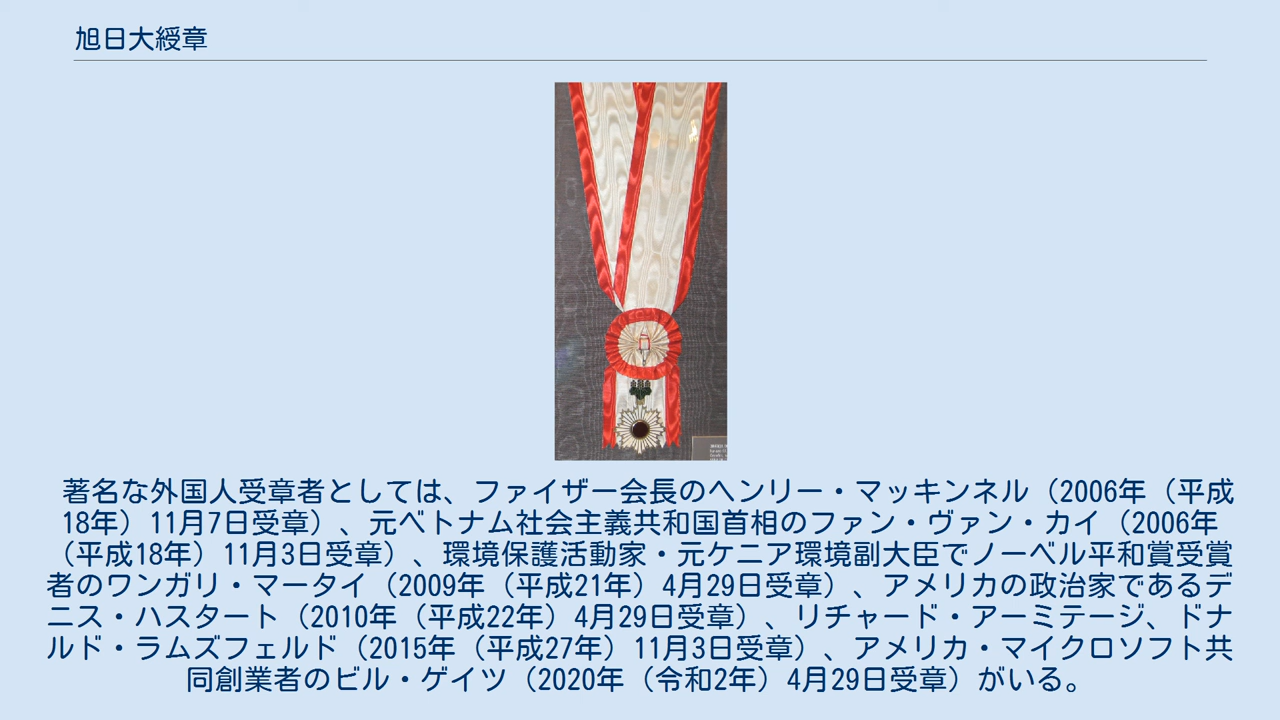 旭日大綬章
著名な外国人受章者としては、ファイザー会長のヘンリー・マッキンネル（2006年（平成
18年）11月7日受章）、元ベトナム社会主義共和国首相のファン・ヴァン・カイ（2006年
（平成18年）11月3日受章）、環境保護活動家・元ケニア環境副大臣でノーベル平和賞受賞
者のワンガリ・マータイ（2009年（平成21年）4月29日受章）、アメリカの政治家であるデ
ニス・ハスタート（2010年（平成22年）4月29日受章）、リチャード・アーミテージ、ドナ
ルド・ラムズフェルド（2015年（平成27年）11月3日受章）、アメリカ・マイクロソフト共
同創業者のビル・ゲイツ（2020年（令和2年）4月29日受章）がいる。